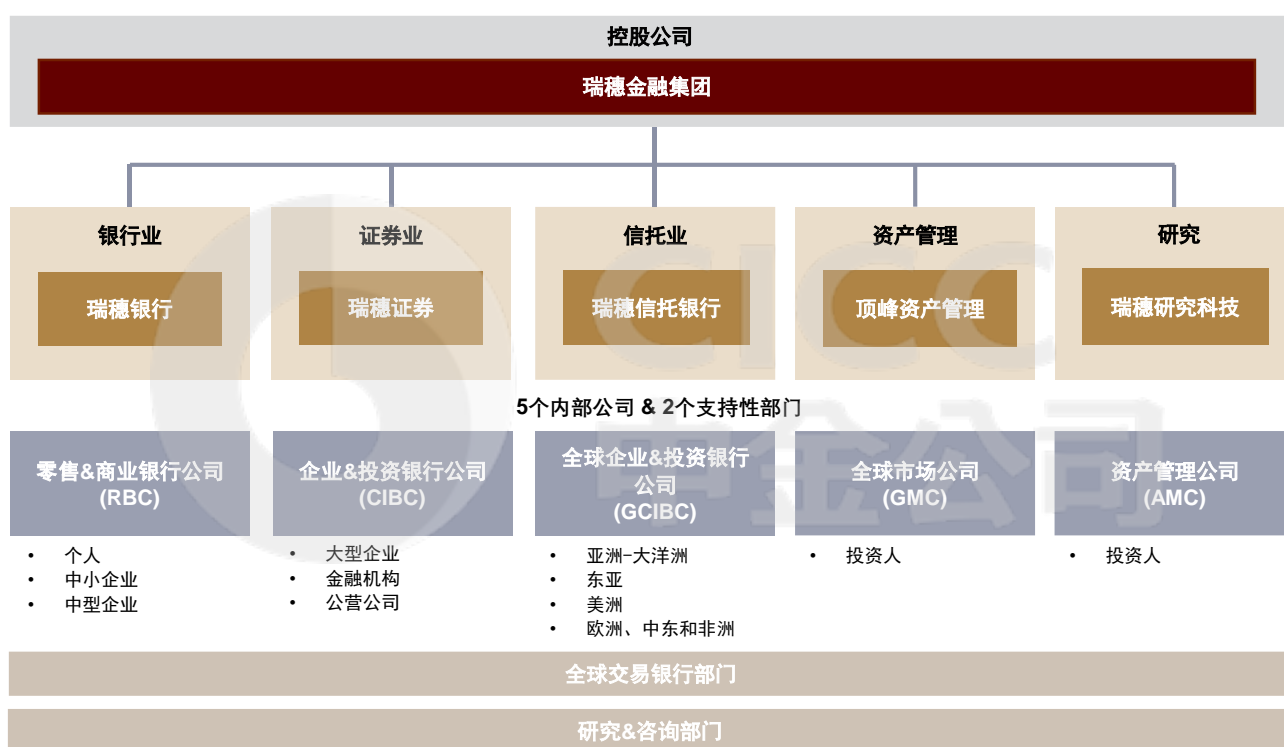 控股公司
瑞穗金融集团
银行业
证券业
信托业
资产管理
研究
瑞穗银行
瑞穗证券
瑞穗信托银行
顶峰资产管理
瑞穗研究科技
CICC
中金公司
5个内部公司 & 2个支持性部门
零售&商业银行公司
(RBC)
企业&投资银行公司
(CIBC)
全球企业&投资银行
公司
(GCIBC)
全球市场公司
(GMC)
资产管理公司
(AMC)
• 个人
• 中小企业
• 中型企业
• 大型企业
• 金融机构
• 公营公司
• 亚洲-大洋洲
• 东亚
• 美洲
• 欧洲、中东和非洲
• 投资人
• 投资人
全球交易银行部门
研究&咨询部门